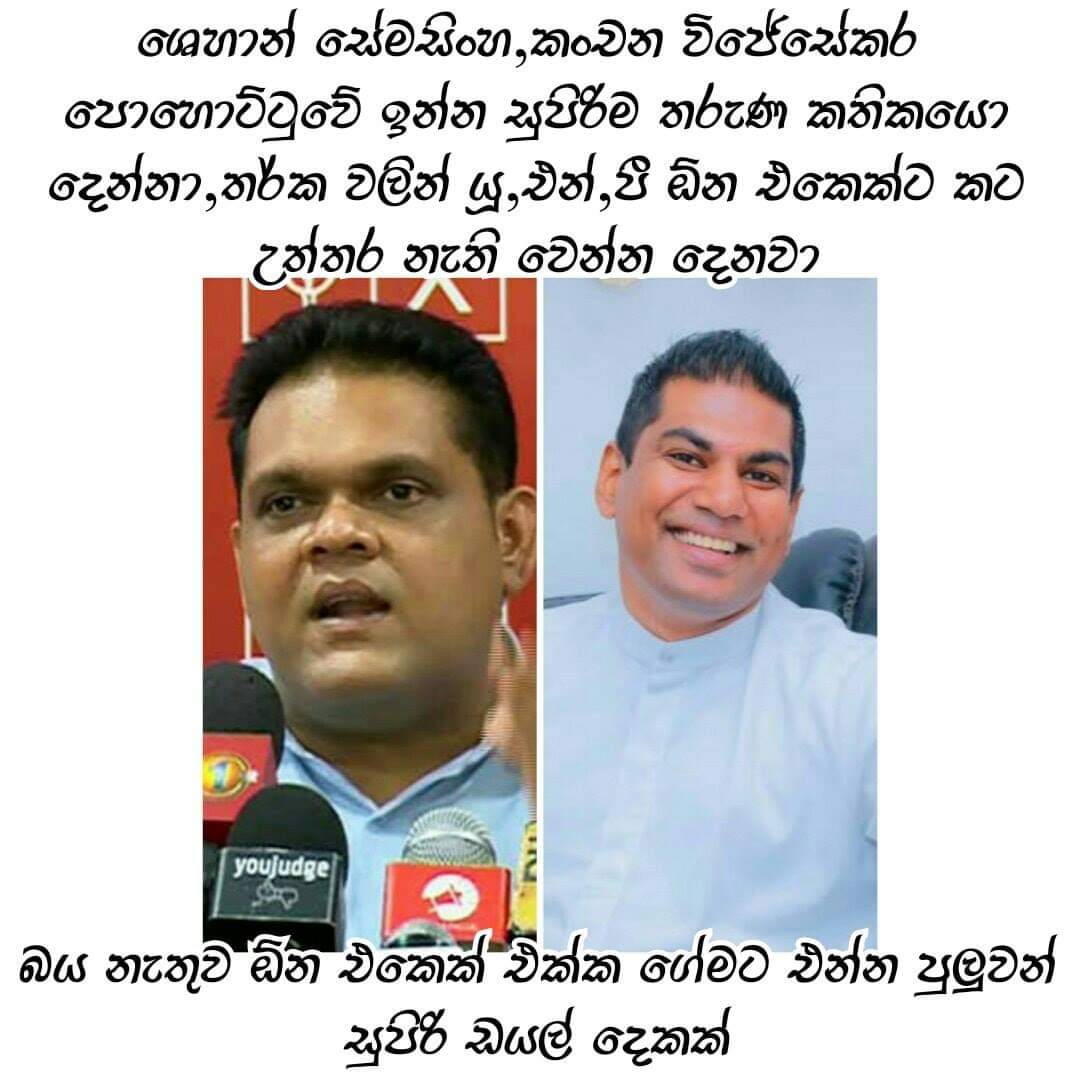 ශෙහාන් සේමසිංහ,කංචන විජේසේකර
පොහොට්ටුවේ ඉන්න සුපිරිම තරුණ කතිකයො
දෙන්නා,තර්ක වලින් යූ,එන්,පී ඕන එකෙක්ට කට
උත්තර නැති වෙන්න දෙනවා
youjudge
බය නැතුව ඕන එකෙක් එක්ක ගේමට එන්න පුලුවන්
සුපිරි ඩයල් දෙකක්